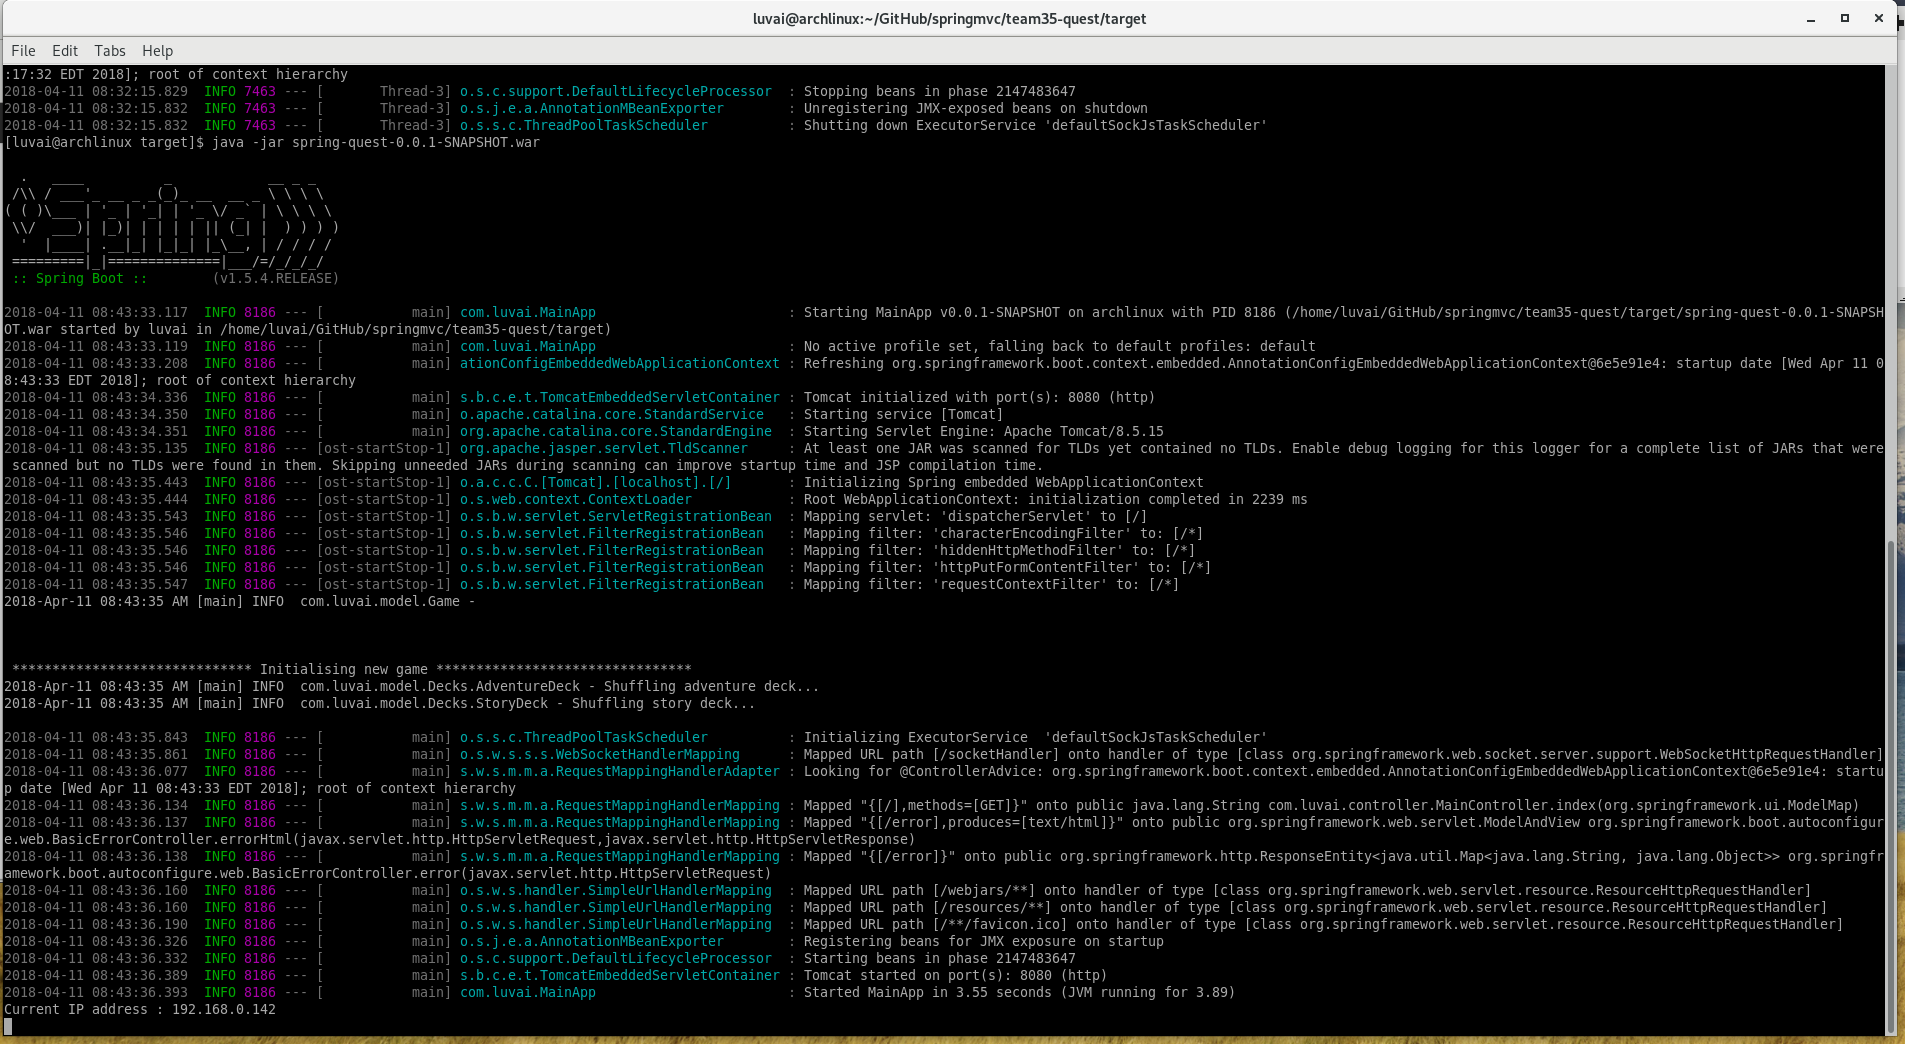 luvai@archlinux:~/GitHub/springmvc/team35-quest/target
File Edit Tabs Help
:17:32 EDT 2018]; root of context hierarchy
2018-04-11 08:32:15.829  INFO 7463 --- [       Thread-3] o.s.c.support.DefaultLifecycleProcessor  : Stopping beans in phase 2147483647
2018-04-11 08:32:15.832  INFO 7463 --- [       Thread-3] o.s.j.e.a.AnnotationMBeanExporter        : Unregistering JMX-exposed beans on shutdown
2018-04-11 08:32:15.832  INFO 7463 --- [       Thread-3] o.s.s.c.ThreadPoolTaskScheduler          : Shutting down ExecutorService 'defaultSockJsTaskScheduler'
[luvai@archlinux target]$ java -jar spring-quest-0.0.1-SNAPSHOT.war

  .   ____          _            __ _ _
 /\\ / ___'_ __ _ _(_)_ __  __ _ \ \ \ \
( ( )\___ | '_ | '_| | '_ \/ _` | \ \ \ \
 \\/  ___)| |_)| | | | | || (_| |  ) ) ) )
  '  |____| .__|_| |_|_| |_\__, | / / / /
 =========|_|==============|___/=/_/_/_/
 :: Spring Boot ::        (v1.5.4.RELEASE)

2018-04-11 08:43:33.117  INFO 8186 --- [           main] com.luvai.MainApp                        : Starting MainApp v0.0.1-SNAPSHOT on archlinux with PID 8186 (/home/luvai/GitHub/springmvc/team35-quest/target/spring-quest-0.0.1-SNAPSH
OT.war started by luvai in /home/luvai/GitHub/springmvc/team35-quest/target)
2018-04-11 08:43:33.119  INFO 8186 --- [           main] com.luvai.MainApp                        : No active profile set, falling back to default profiles: default
2018-04-11 08:43:33.208  INFO 8186 --- [           main] ationConfigEmbeddedWebApplicationContext : Refreshing org.springframework.boot.context.embedded.AnnotationConfigEmbeddedWebApplicationContext@6e5e91e4: startup date [Wed Apr 11 0
8:43:33 EDT 2018]; root of context hierarchy
2018-04-11 08:43:34.336  INFO 8186 --- [           main] s.b.c.e.t.TomcatEmbeddedServletContainer : Tomcat initialized with port(s): 8080 (http)
2018-04-11 08:43:34.350  INFO 8186 --- [           main] o.apache.catalina.core.StandardService   : Starting service [Tomcat]
2018-04-11 08:43:34.351  INFO 8186 --- [           main] org.apache.catalina.core.StandardEngine  : Starting Servlet Engine: Apache Tomcat/8.5.15
2018-04-11 08:43:35.135  INFO 8186 --- [ost-startStop-1] org.apache.jasper.servlet.TldScanner     : At least one JAR was scanned for TLDs yet contained no TLDs. Enable debug logging for this logger for a complete list of JARs that were
 scanned but no TLDs were found in them. Skipping unneeded JARs during scanning can improve startup time and JSP compilation time.
2018-04-11 08:43:35.443  INFO 8186 --- [ost-startStop-1] o.a.c.c.C.[Tomcat].[localhost].[/]       : Initializing Spring embedded WebApplicationContext
2018-04-11 08:43:35.444  INFO 8186 --- [ost-startStop-1] o.s.web.context.ContextLoader            : Root WebApplicationContext: initialization completed in 2239 ms
2018-04-11 08:43:35.543  INFO 8186 --- [ost-startStop-1] o.s.b.w.servlet.ServletRegistrationBean  : Mapping servlet: 'dispatcherServlet' to [/]
2018-04-11 08:43:35.546  INFO 8186 --- [ost-startStop-1] o.s.b.w.servlet.FilterRegistrationBean   : Mapping filter: 'characterEncodingFilter' to: [/*]
2018-04-11 08:43:35.546  INFO 8186 --- [ost-startStop-1] o.s.b.w.servlet.FilterRegistrationBean   : Mapping filter: 'hiddenHttpMethodFilter' to: [/*]
2018-04-11 08:43:35.546  INFO 8186 --- [ost-startStop-1] o.s.b.w.servlet.FilterRegistrationBean   : Mapping filter: 'httpPutFormContentFilter' to: [/*]
2018-04-11 08:43:35.547  INFO 8186 --- [ost-startStop-1] o.s.b.w.servlet.FilterRegistrationBean   : Mapping filter: 'requestContextFilter' to: [/*]
2018-Apr-11 08:43:35 AM [main] INFO  com.luvai.model.Game -

 ****************************** Initialising new game ********************************
2018-Apr-11 08:43:35 AM [main] INFO  com.luvai.model.Decks.AdventureDeck - Shuffling adventure deck...
2018-Apr-11 08:43:35 AM [main] INFO  com.luvai.model.Decks.StoryDeck - Shuffling story deck...

2018-04-11 08:43:35.843  INFO 8186 --- [           main] o.s.s.c.ThreadPoolTaskScheduler          : Initializing ExecutorService  'defaultSockJsTaskScheduler'
2018-04-11 08:43:35.861  INFO 8186 --- [           main] o.s.w.s.s.s.WebSocketHandlerMapping      : Mapped URL path [/socketHandler] onto handler of type [class org.springframework.web.socket.server.support.WebSocketHttpRequestHandler]
2018-04-11 08:43:36.077  INFO 8186 --- [           main] s.w.s.m.m.a.RequestMappingHandlerAdapter : Looking for @ControllerAdvice: org.springframework.boot.context.embedded.AnnotationConfigEmbeddedWebApplicationContext@6e5e91e4: startu
p date [Wed Apr 11 08:43:33 EDT 2018]; root of context hierarchy
2018-04-11 08:43:36.134  INFO 8186 --- [           main] s.w.s.m.m.a.RequestMappingHandlerMapping : Mapped "{[/],methods=[GET]}" onto public java.lang.String com.luvai.controller.MainController.index(org.springframework.ui.ModelMap)
2018-04-11 08:43:36.137  INFO 8186 --- [           main] s.w.s.m.m.a.RequestMappingHandlerMapping : Mapped "{[/error],produces=[text/html]}" onto public org.springframework.web.servlet.ModelAndView org.springframework.boot.autoconfigur
e.web.BasicErrorController.errorHtml(javax.servlet.http.HttpServletRequest,javax.servlet.http.HttpServletResponse)
2018-04-11 08:43:36.138  INFO 8186 --- [           main] s.w.s.m.m.a.RequestMappingHandlerMapping : Mapped "{[/error]}" onto public org.springframework.http.ResponseEntity<java.util.Map<java.lang.String, java.lang.Object>> org.springfr
amework.boot.autoconfigure.web.BasicErrorController.error(javax.servlet.http.HttpServletRequest)
2018-04-11 08:43:36.160  INFO 8186 --- [           main] o.s.w.s.handler.SimpleUrlHandlerMapping  : Mapped URL path [/webjars/**] onto handler of type [class org.springframework.web.servlet.resource.ResourceHttpRequestHandler]
2018-04-11 08:43:36.160  INFO 8186 --- [           main] o.s.w.s.handler.SimpleUrlHandlerMapping  : Mapped URL path [/resources/**] onto handler of type [class org.springframework.web.servlet.resource.ResourceHttpRequestHandler]
2018-04-11 08:43:36.190  INFO 8186 --- [           main] o.s.w.s.handler.SimpleUrlHandlerMapping  : Mapped URL path [/**/favicon.ico] onto handler of type [class org.springframework.web.servlet.resource.ResourceHttpRequestHandler]
2018-04-11 08:43:36.326  INFO 8186 --- [           main] o.s.j.e.a.AnnotationMBeanExporter        : Registering beans for JMX exposure on startup
2018-04-11 08:43:36.332  INFO 8186 --- [           main] o.s.c.support.DefaultLifecycleProcessor  : Starting beans in phase 2147483647
2018-04-11 08:43:36.389  INFO 8186 --- [           main] s.b.c.e.t.TomcatEmbeddedServletContainer : Tomcat started on port(s): 8080 (http)
2018-04-11 08:43:36.393  INFO 8186 --- [           main] com.luvai.MainApp                        : Started MainApp in 3.55 seconds (JVM running for 3.89)
Current IP address : 192.168.0.142